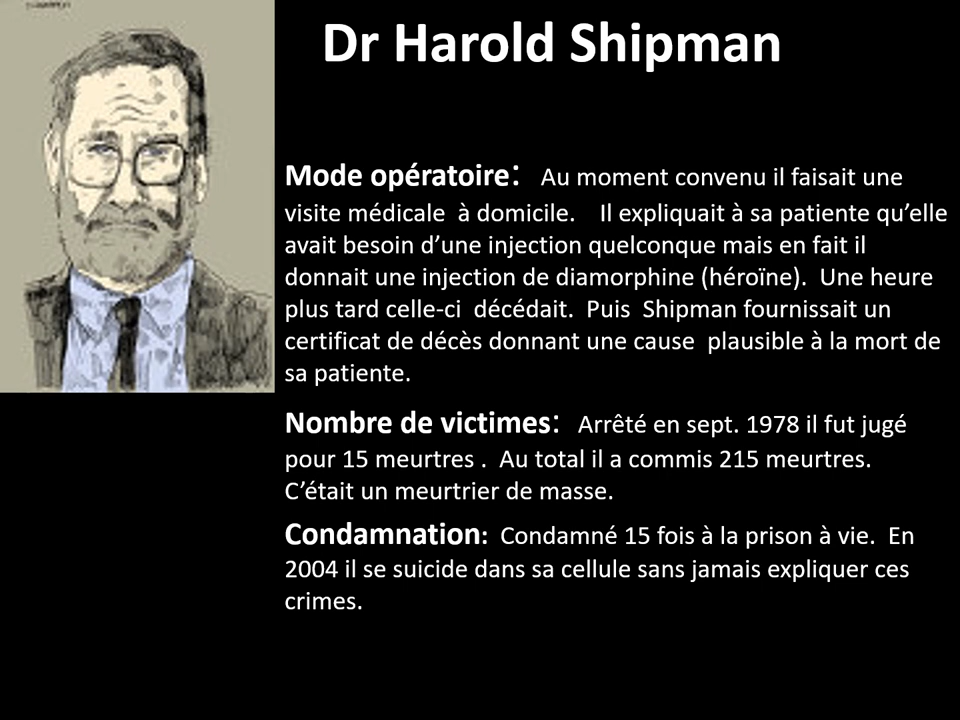 Dr Harold Shipman
Mode opératoire: Au moment convenu il faisait une
visite médicale à domicile. Il expliquait à sa patiente qu’elle
avait besoin d’une injection quelconque mais en fait il
donnait une injection de diamorphine (héroïne). Une heure
plus tard celle-ci décédait. Puis Shipman fournissait un
certificat de décès donnant une cause plausible à la mort de
sa patiente.
Nombre de victimes: Arrêté en sept. 1978 il fut jugé
pour 15 meurtres . Au total il a commis 215 meurtres.
C’était un meurtrier de masse.
Condamnation: Condamné 15 fois à la prison à vie. En
2004 il se suicide dans sa cellule sans jamais expliquer ces
crimes.